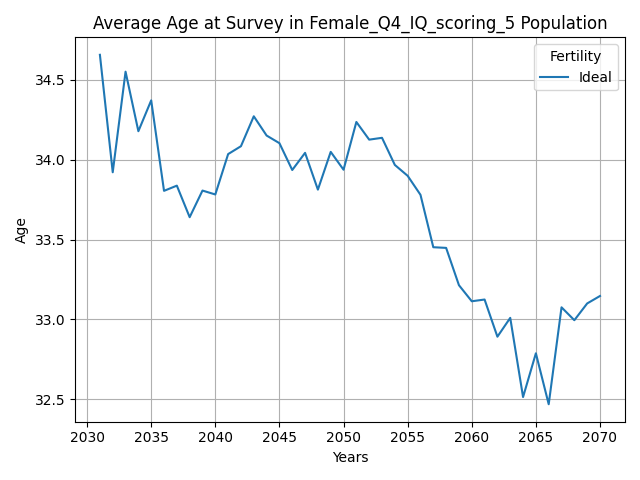 Average Age at Survey in Female_Q4_IQ_scoring_5 Population
Fertility
Ideal
34.5
34.0
33.5
33.0
32.5
Age
2030 2035 2040 2045 2050 2055 2060 2065 2070
Years